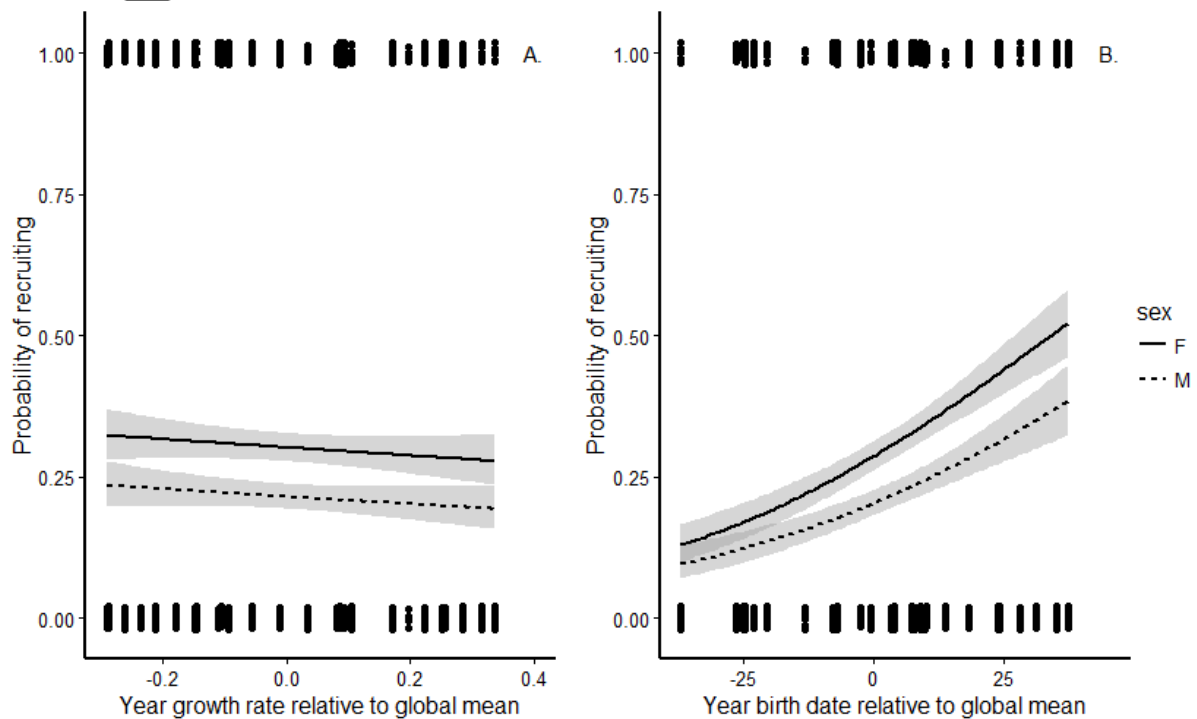 A.
1.00
0.75
0.50
0.25
0.00
Probability of recruiting
-0.2
0.0
0.2
0.4
Year growth rate relative to global mean
B.
1.00
0.75
0.50
0.25
0.00
Probability of recruiting
-25
0
25
Year birth date relative to global mean
sex
F
M